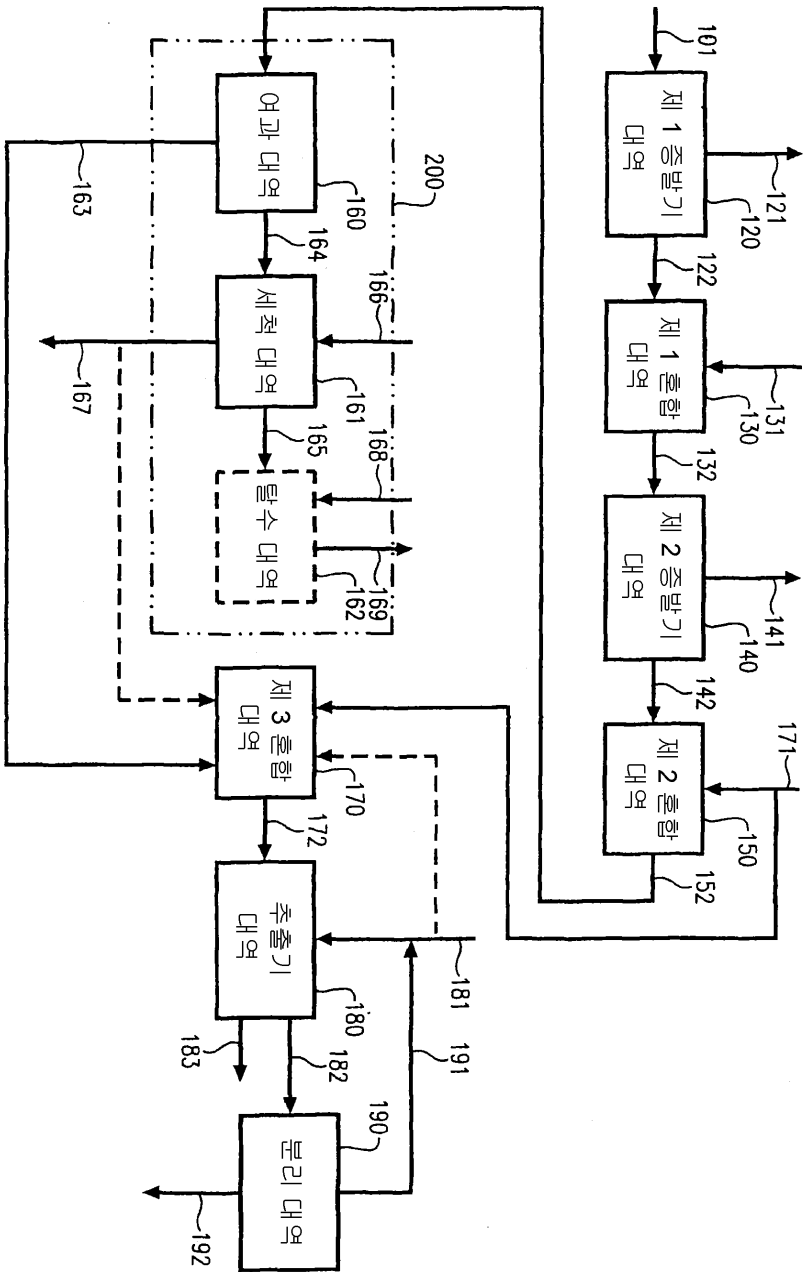 101
제 1 증발기
대역
120
121
122
제 1 혼합
대역
130
131
132
제 2 증발기
대역
140
141
142
제 2 혼합
대역
150
171
152
200
여과 대역
160
163
164
세척 대역
161
166
167
165
탈수 대역
162
168
169
제 3 혼합
대역
170
172
추출기
대역
180
181
182
183
191
분리 대역
190
192